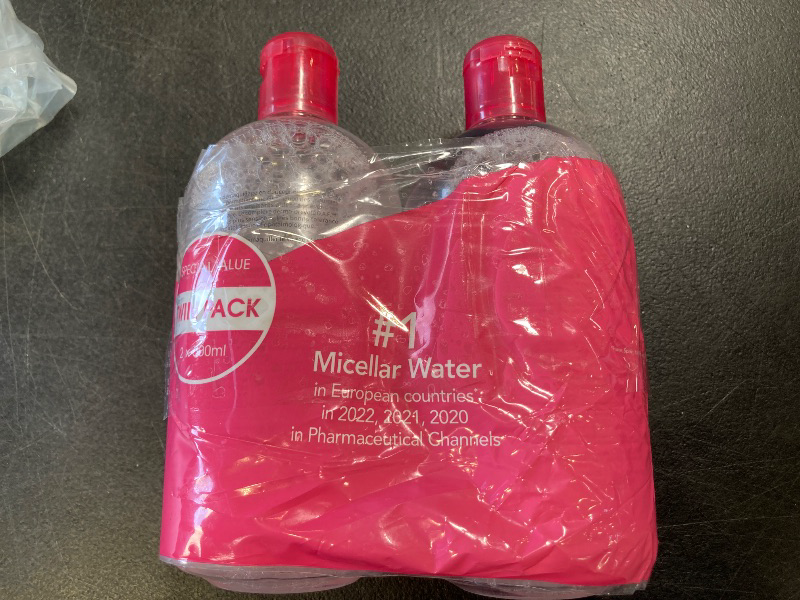 SPECIAL VALUE
TWIN PACK
#1
Micellar Water
in European countries
in 2022, 2021, 2020
in Pharmaceutical Channels